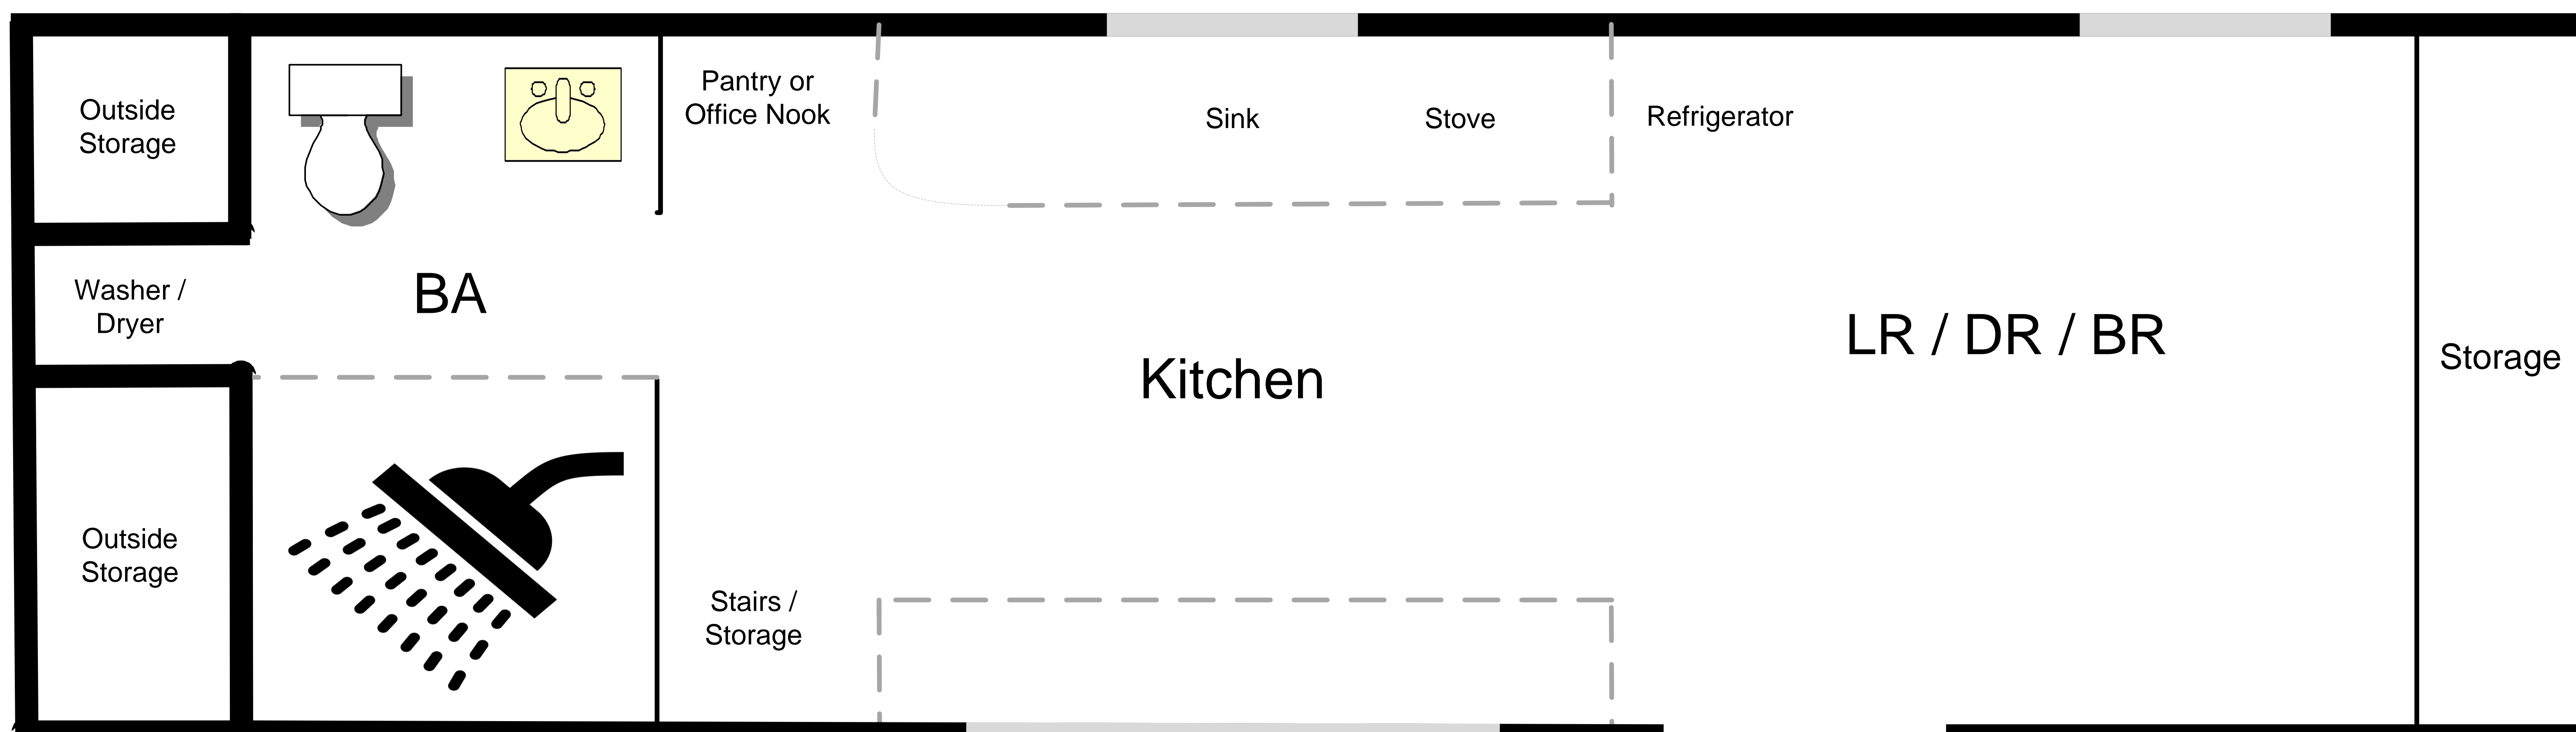 Outside
Storage
Pantry or
Office Nook
Sink
Stove
Refrigerator
Washer /
Dryer
BA
Kitchen
LR / DR / BR
Storage
Outside
Storage
Stairs /
Storage